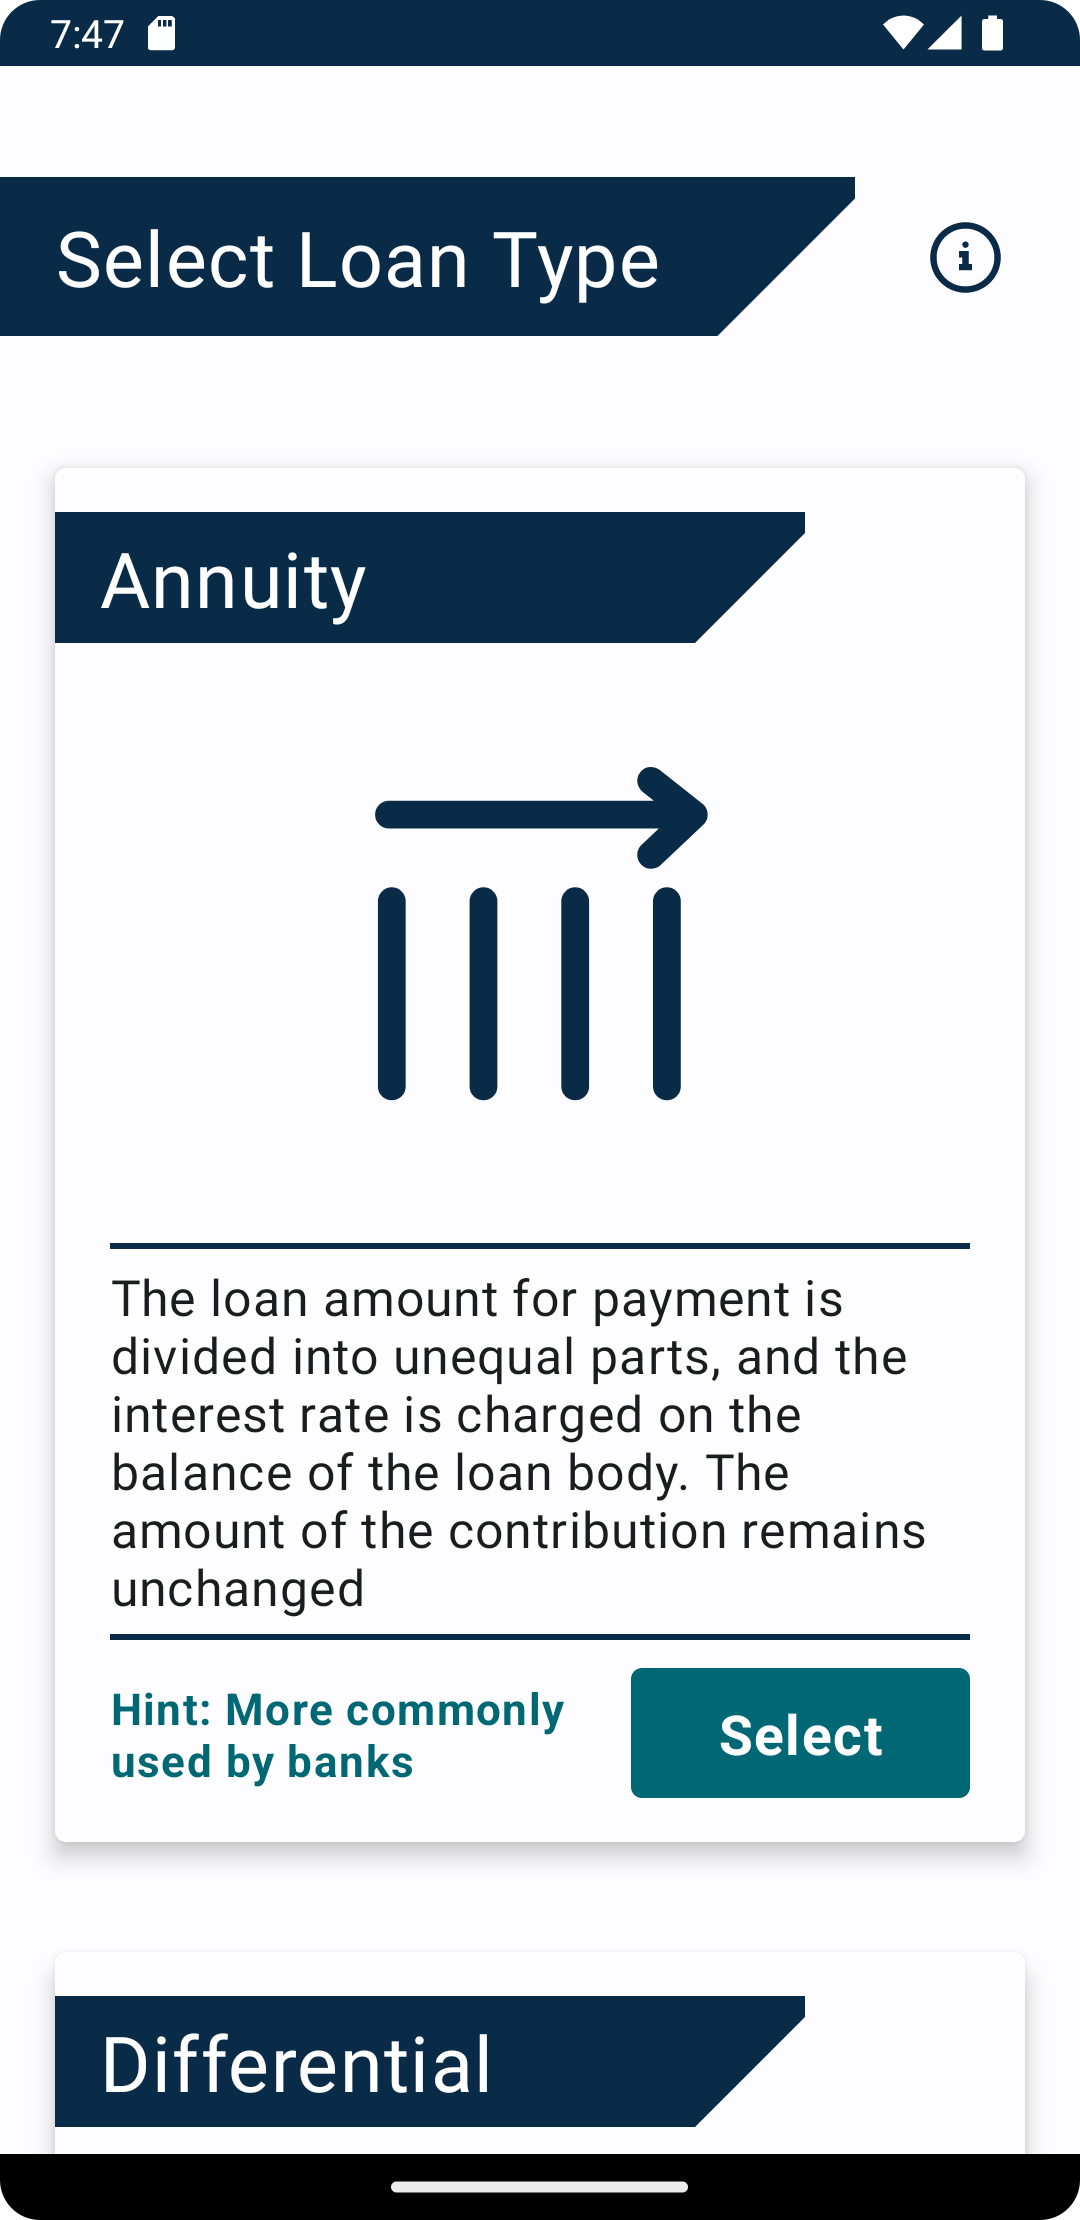 7:47
Select Loan Type
Annuity
The loan amount for payment is
divided into unequal parts, and the
interest rate is charged on the
balance of the loan body. The
amount of the contribution remains
unchanged
Hint: More commonly
used by banks
Select
Differential